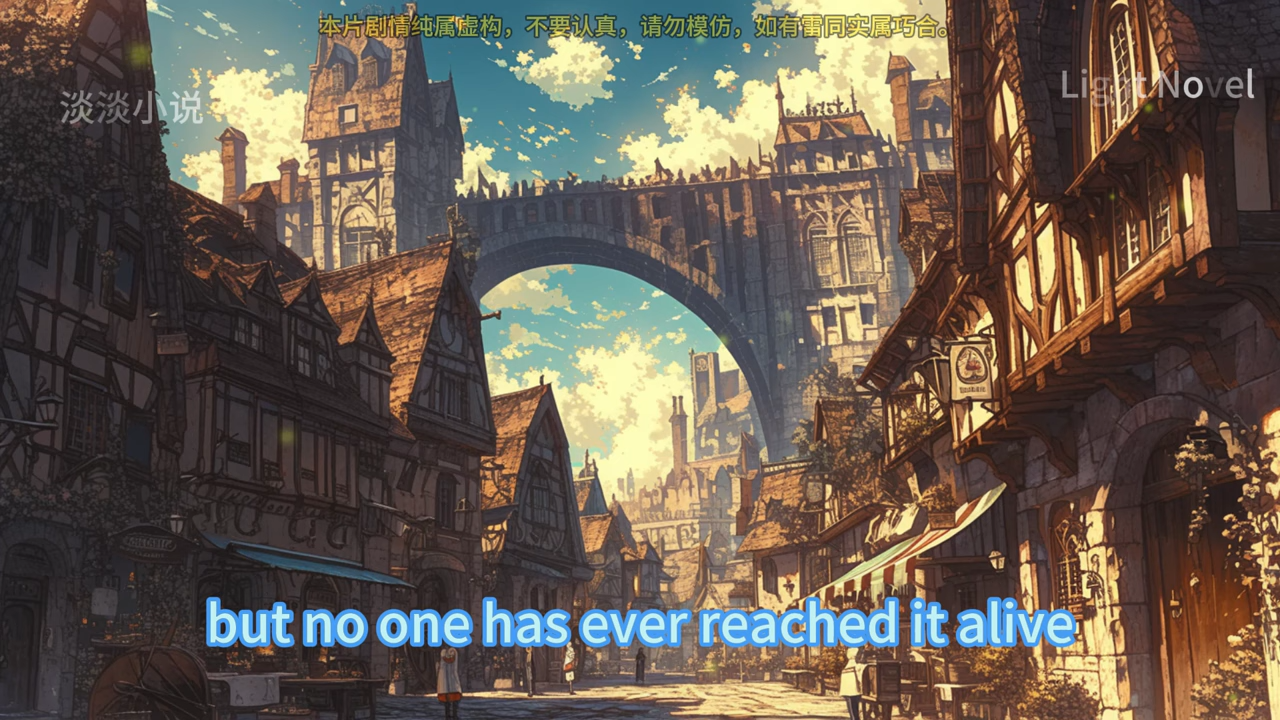 本片剧情纯属虚构，不要认真，请勿模仿，如有雷同实属巧合。
淡淡小说
Light Novel
but no one has ever reached it alive